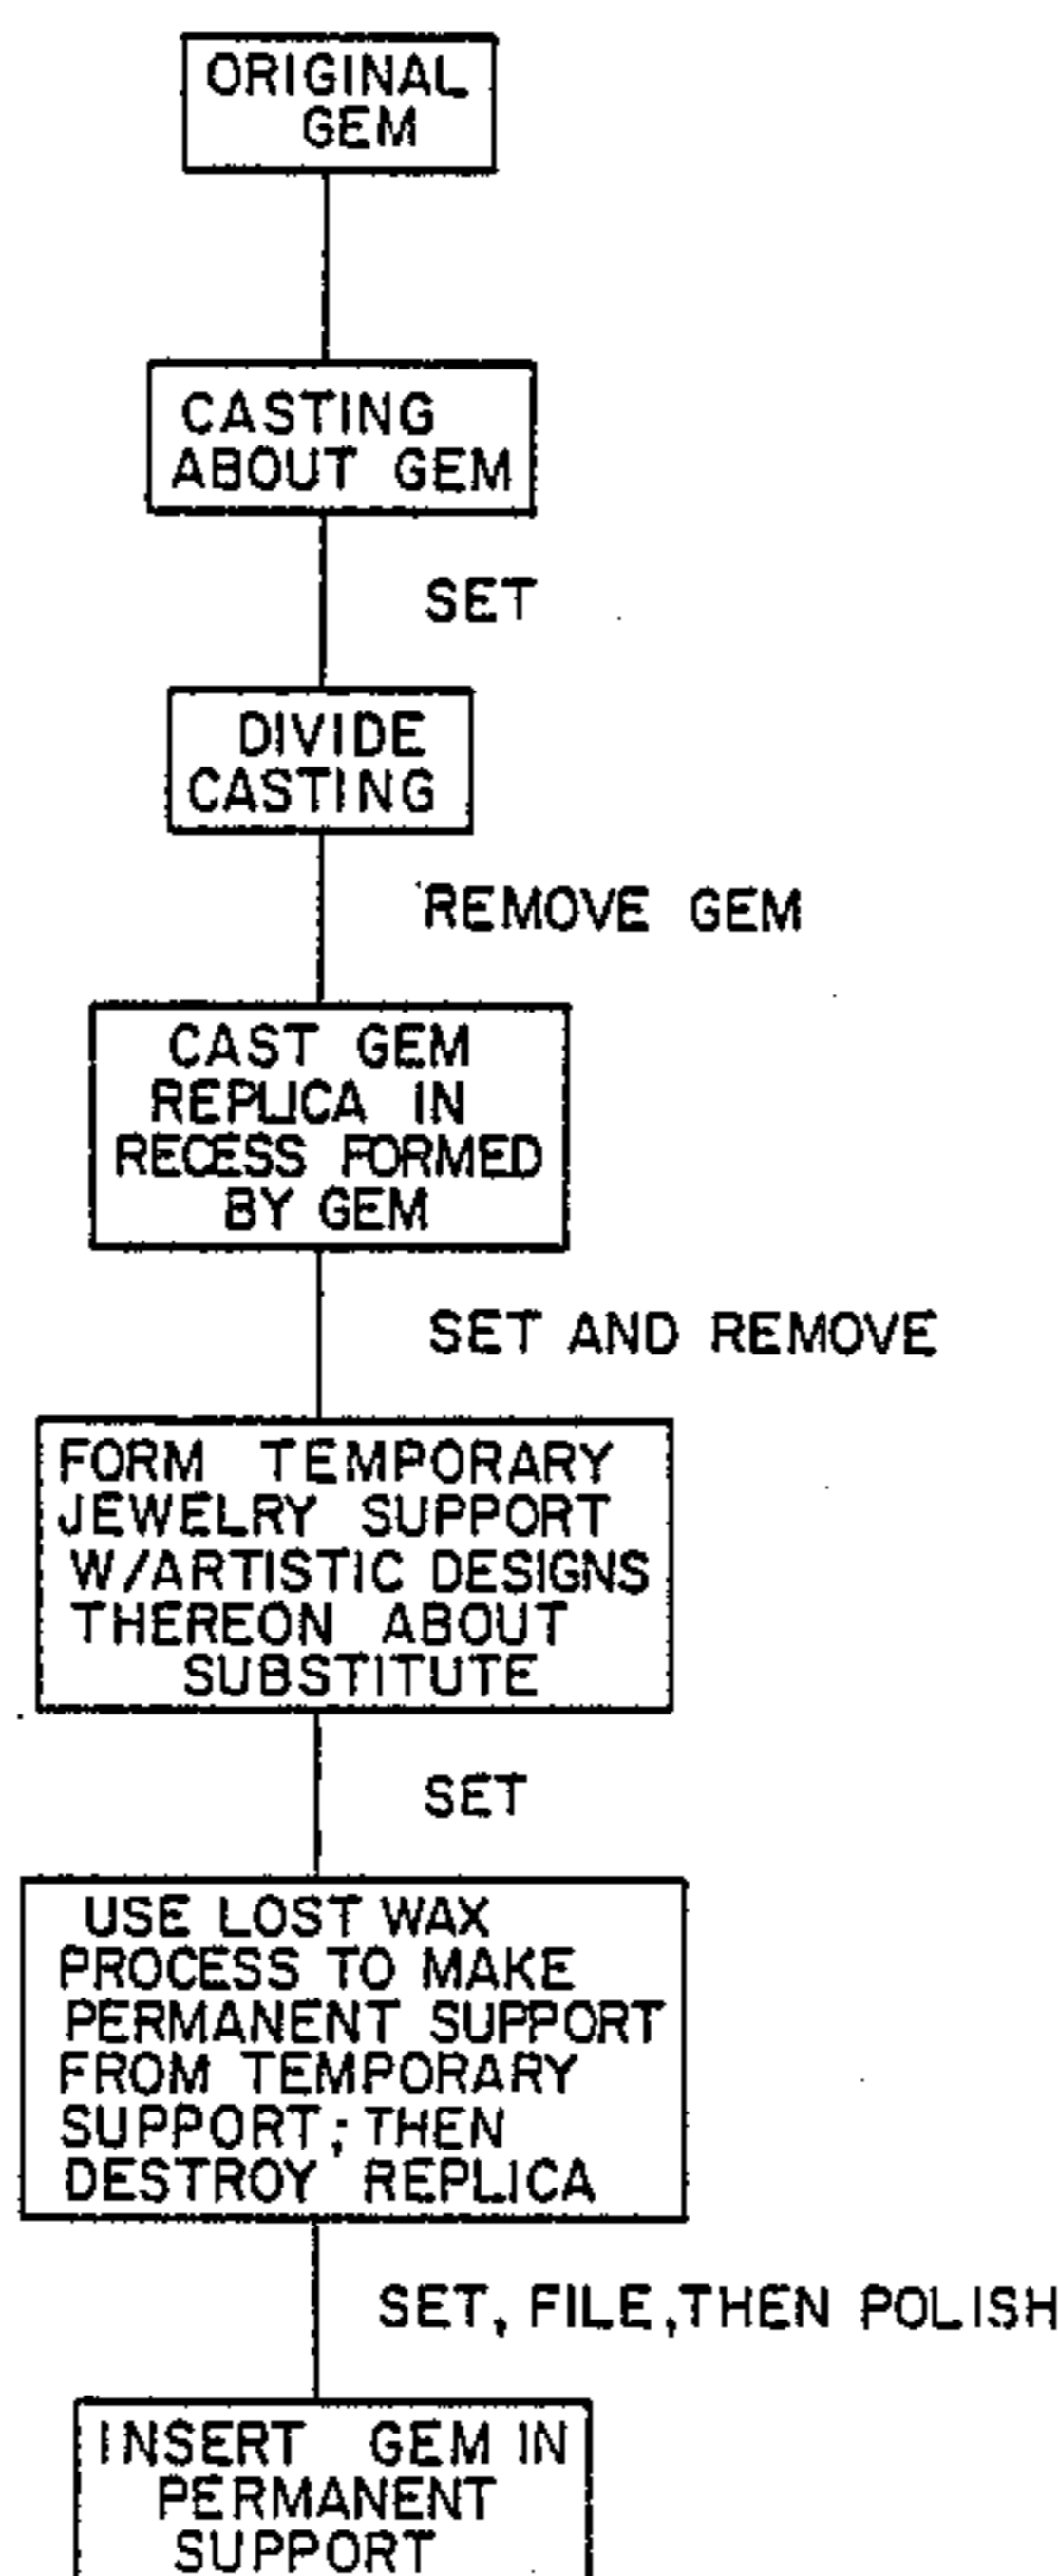 ORIGINAL
GEM
CASTING
ABOUT GEM
SET
DIVIDE
CASTING
REMOVE GEM
CAST GEM
REPLICA IN
RECESS FORMED
BY GEM
SET AND REMOVE
FORM TEMPORARY
JEWELRY SUPPORT
W/ARTISTIC DESIGNS
THEREON ABOUT
SUBSTITUTE
SET
USE LOST WAX
PROCESS TO MAKE
PERMANENT SUPPORT
FROM TEMPORARY
SUPPORT; THEN
DESTROY REPLICA
SET, FILE, THEN POLISH
INSERT GEM IN
PERMANENT
SUPPORT